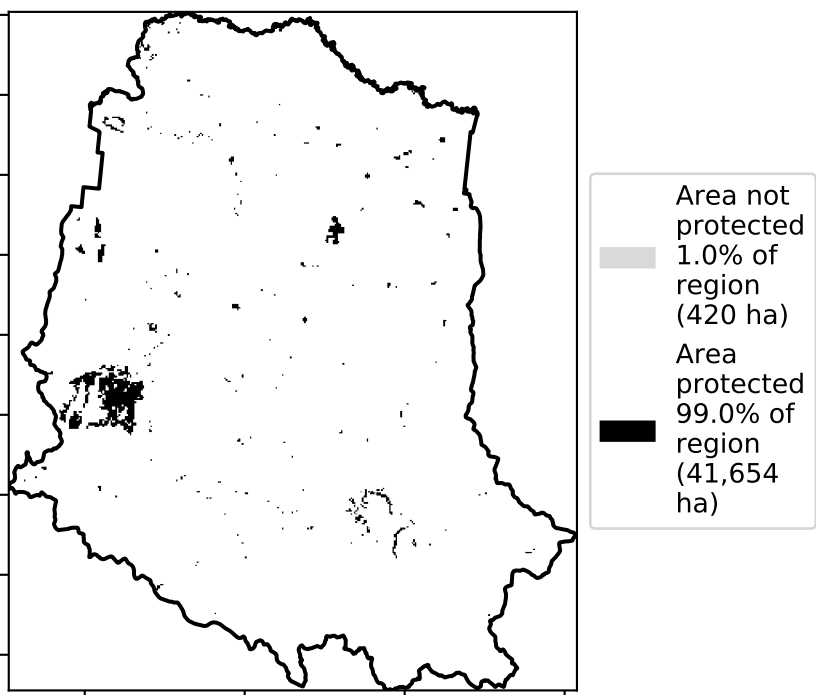 Area not
protected
1.0% of
region
(420 ha)
Area
protected
99.0% of
region
(41,654
ha)